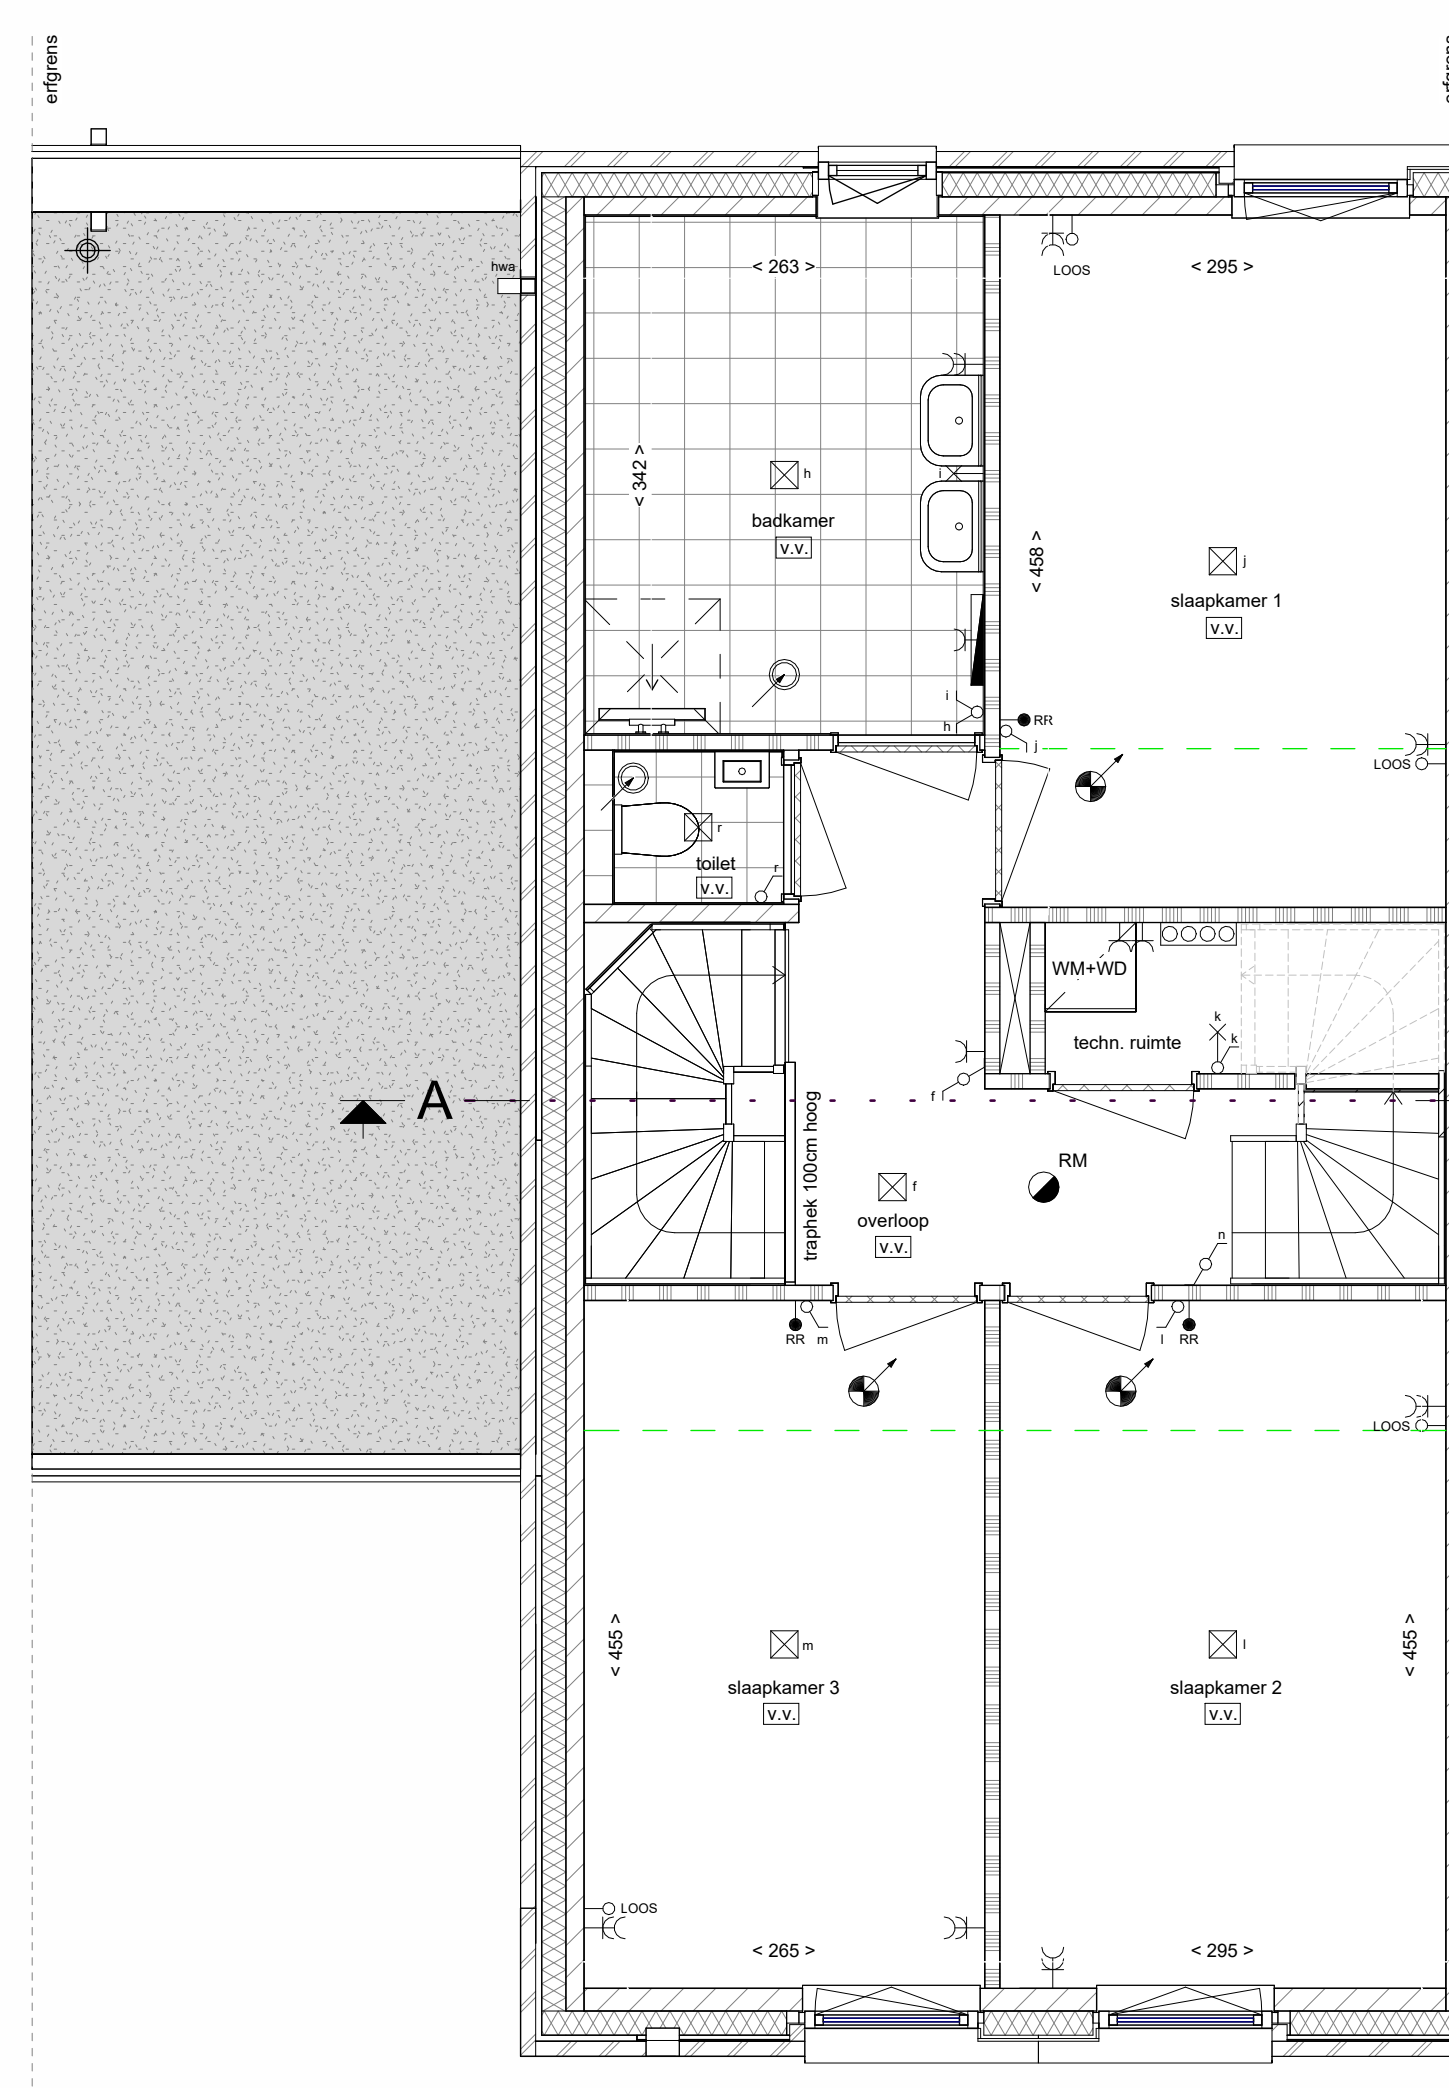 erfgrens
erfgrens
hwa
< 263 >
LOOS
< 295 >
< 342 >
h
i
badkamer
v.v.
< 458 >
j
slaapkamer 1
v.v.
i
h
RR
j
LOOS
r
toilet
v.v.
r
WM+WD
techn. ruimte
k
k
f
A
traphek 100cm hoog
RM
f
overloop
v.v.
n
RR
m
l
RR
LOOS
< 455 >
m
slaapkamer 3
v.v.
l
slaapkamer 2
v.v.
< 455 >
LOOS
< 265 >
< 295 >